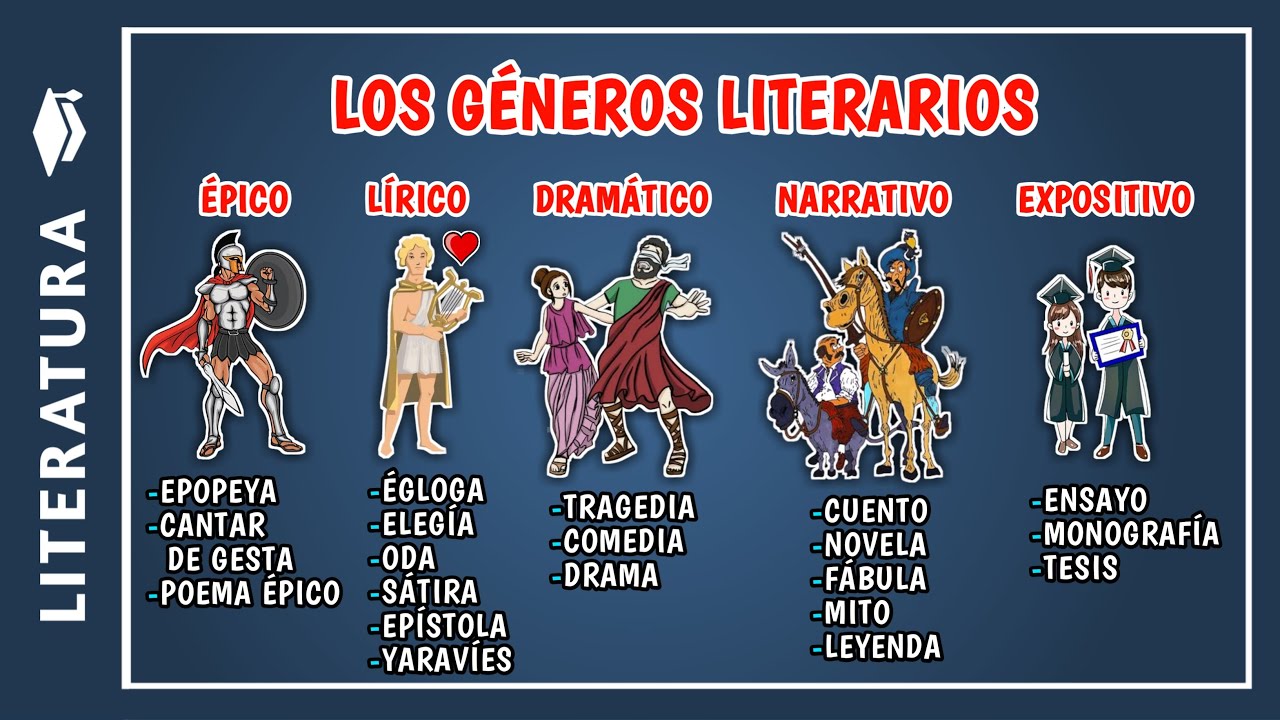 LITERATURA
LOS GÉNEROS LITERARIOS
ÉPICO
-EPOPEYA
-CANTAR
DE GESTA
-POEMA ÉPICO
LÍRICO
-ÉGLOGA
-ELEGÍA
-ODA
-SÁTIRA
-EPÍSTOLA
-YARAVÍES
DRAMÁTICO
-TRAGEDIA
-COMEDIA
-DRAMA
NARRATIVO
-CUENTO
-NOVELA
-FÁBULA
-MITO
-LEYENDA
EXPOSITIVO
-ENSAYO
-MONOGRAFÍA
-TESIS